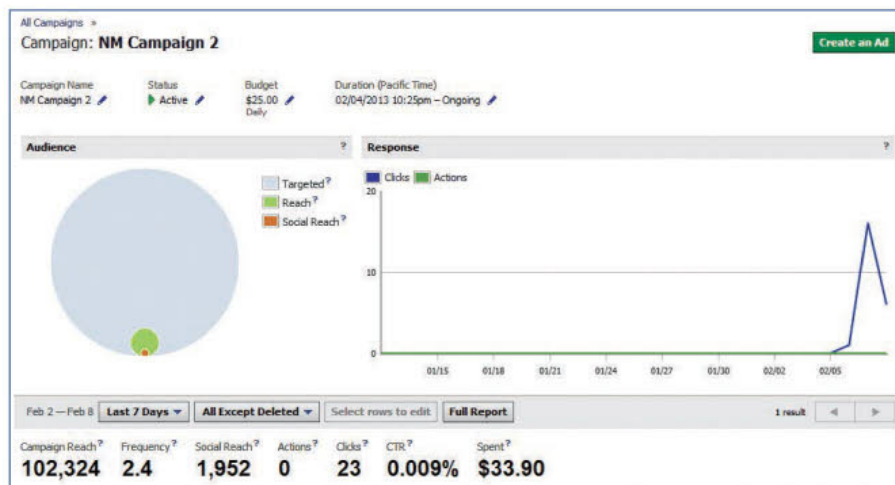 All Campaigns »
Campaign: NM Campaign 2
Create an Ad
Campaign Name Status Budget Duration (Pacific Time)
NM Campaign 2 Active $25.00 02/04/2013 10:25pm – Ongoing
Daily
Audience ? Response ?
Targeted?
Reach?
Social Reach?
Clicks Actions
20
10
0
01/15 01/18 01/21 01/24 01/27 01/30 02/02 02/05
Feb 2 — Feb 8 Last 7 Days All Except Deleted Select rows to edit Full Report 1 result
Campaign Reach? Frequency? Social Reach? Actions? Clicks? CTR? Spent?
102,324 2.4 1,952 0 23 0.009% $33.90